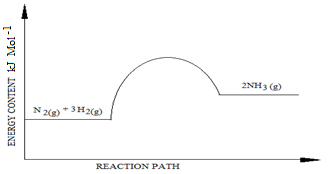 ENERGY CONTENT kJ Mol⁻¹
N₂(g) + 3H₂(g)
2NH₃(g)
REACTION PATH